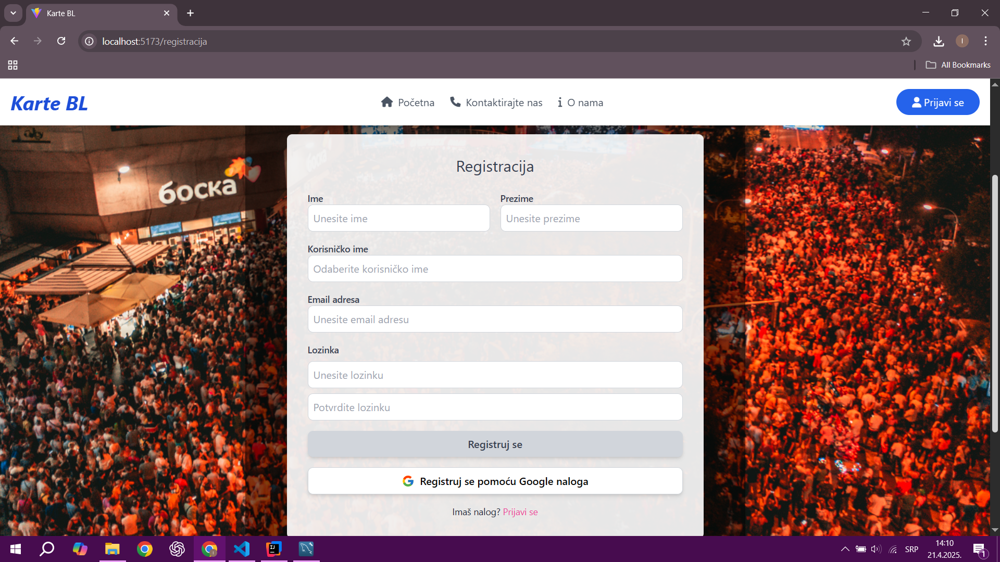 Karte BL
localhost:5173/registracija
All Bookmarks
Karte BL
Početna
Kontaktirajte nas
O nama
Prijavi se
боска
Registracija
Ime
Prezime
Unesite ime
Unesite prezime
Korisničko ime
Odaberite korisničko ime
Email adresa
Unesite email adresu
Lozinka
Unesite lozinku
Potvrdite lozinku
Registruj se
Registruj se pomoću Google naloga
Imaš nalog? Prijavi se
SRP
14:10
21.4.2025.
1